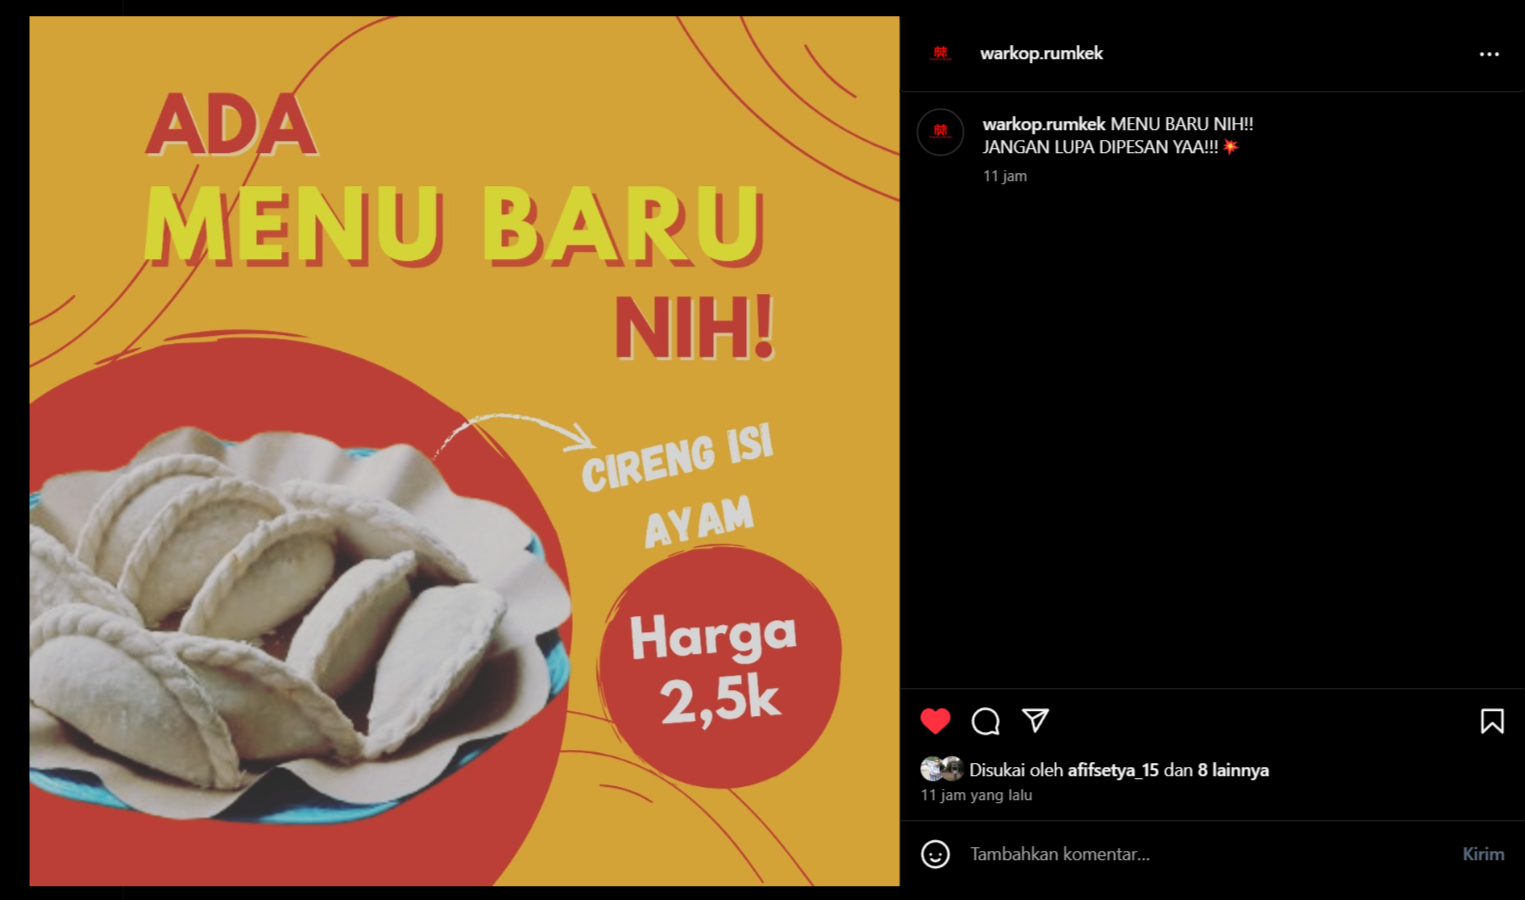 ADA
MENU BARU
NIH!
CIRENG ISI
AYAM
Harga
2,5k
warkop.rumkek
warkop.rumkek MENU BARU NIH!!
JANGAN LUPA DIPESAN YAA!!!💥
11 jam
Disukai oleh afifsetya_15 dan 8 lainnya
11 jam yang lalu
Tambahkan komentar...
Kirim